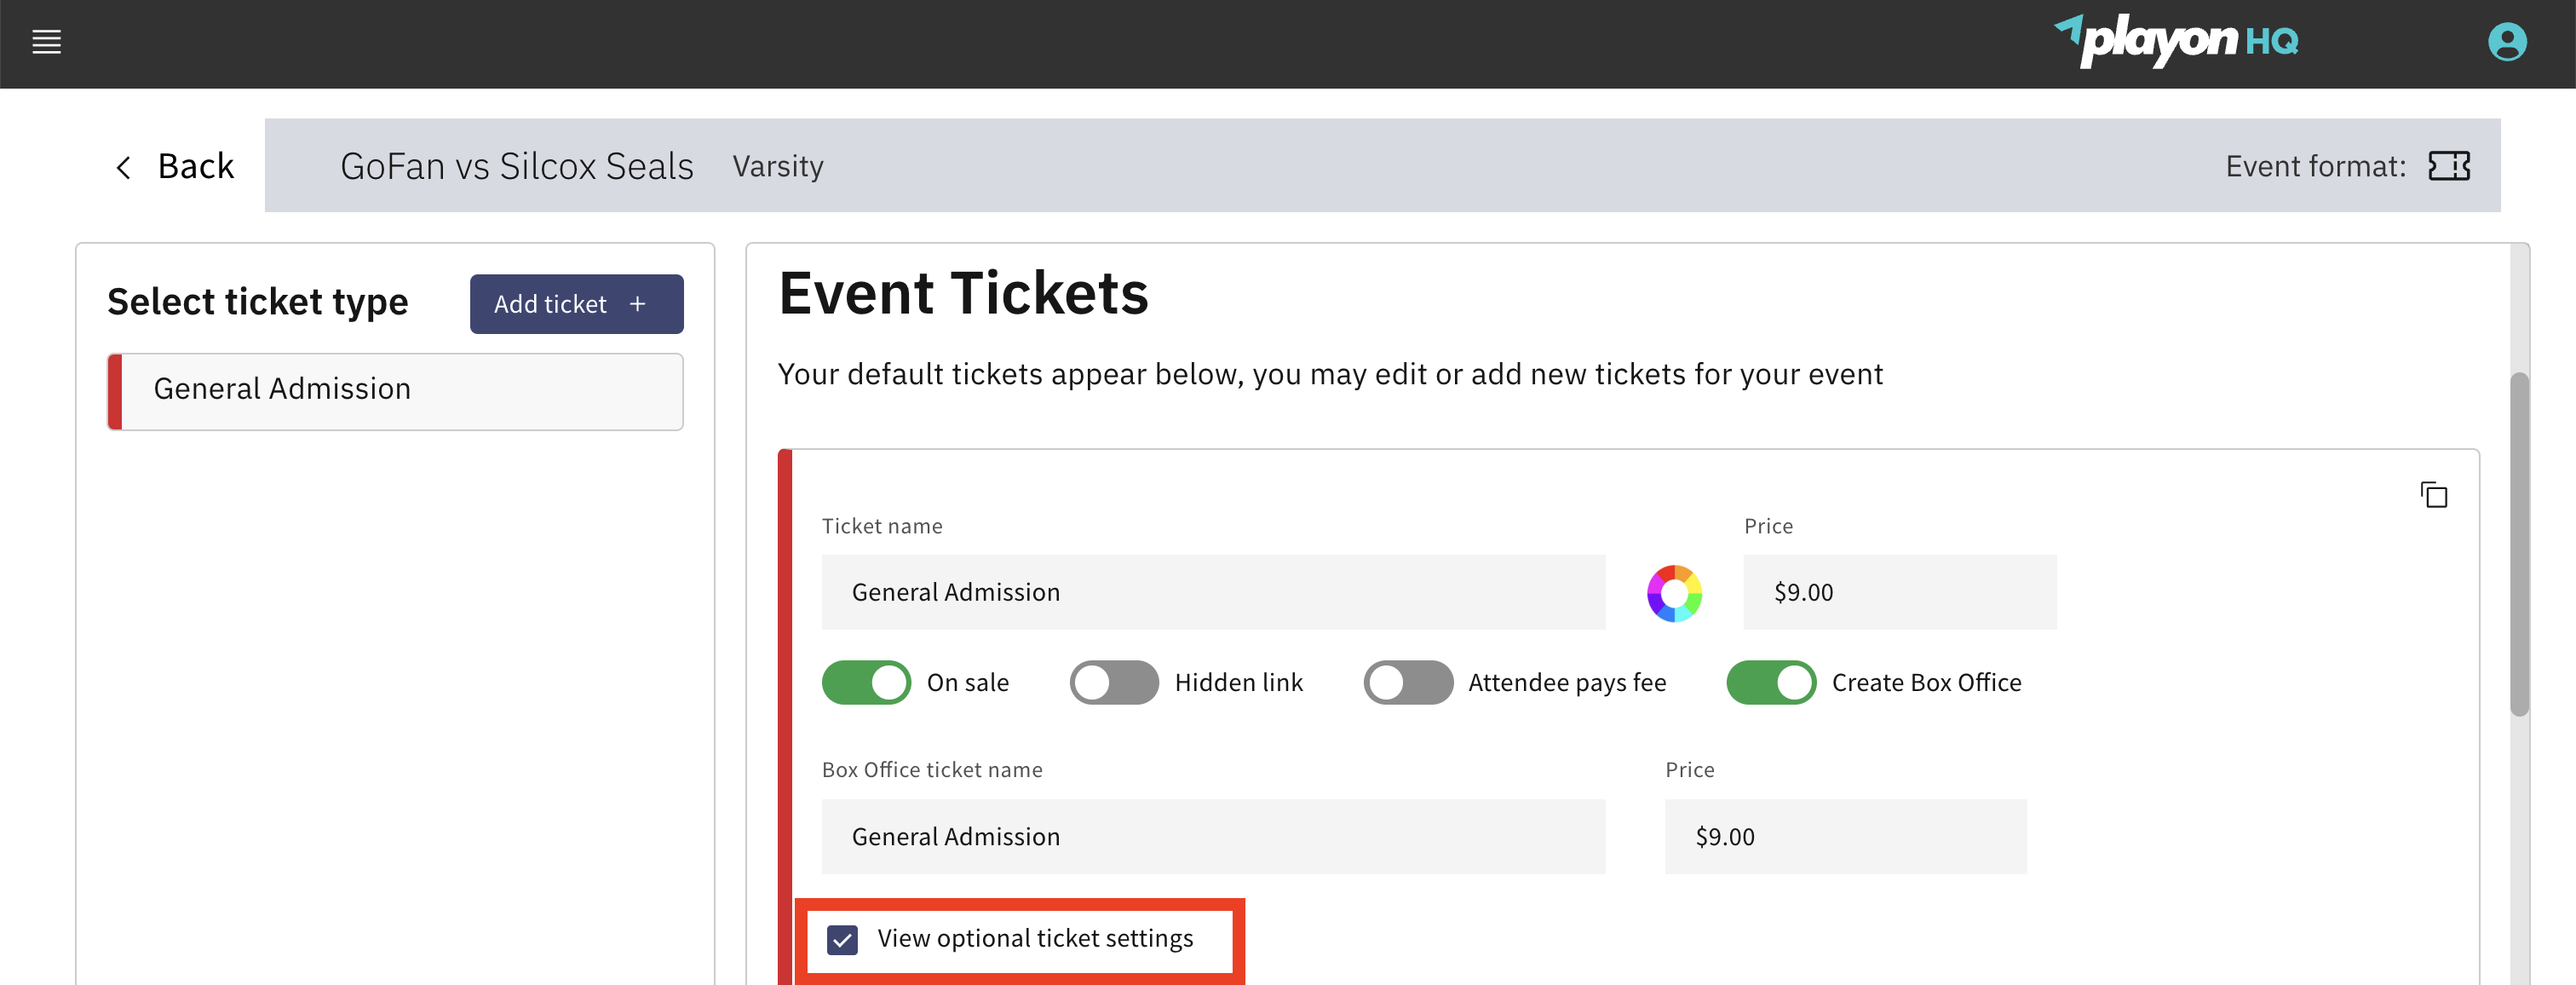 playon HQ
Back
GoFan vs Silcox Seals Varsity Event format:
Select ticket type
Add ticket +
General Admission
Event Tickets
Your default tickets appear below, you may edit or add new tickets for your event
Ticket name Price
General Admission $9.00
On sale Hidden link Attendee pays fee Create Box Office
Box Office ticket name Price
General Admission $9.00
View optional ticket settings